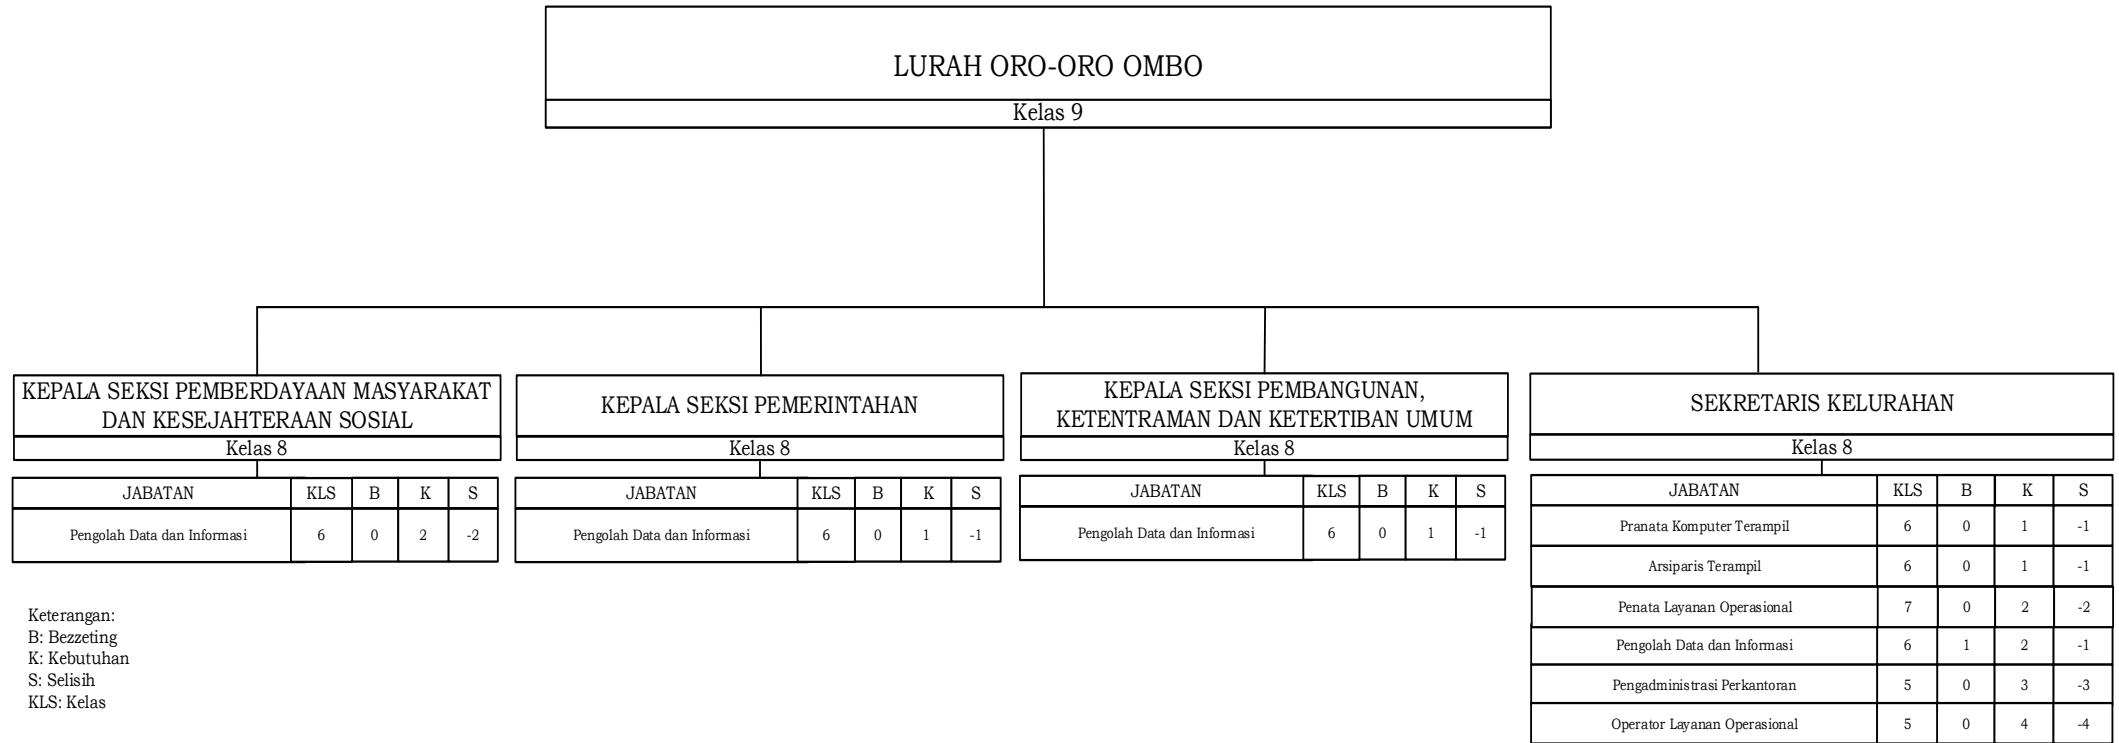 LURAH ORO-ORO OMBO
Kelas 9
KEPALA SEKSI PEMBERDAYAAN MASYARAKAT
DAN KESEJAHTERAAN SOSIAL
Kelas 8
JABATAN KLS B K S
Pengolah Data dan Informasi 6 0 2 -2
KEPALA SEKSI PEMERINTAHAN
Kelas 8
JABATAN KLS B K S
Pengolah Data dan Informasi 6 0 1 -1
KEPALA SEKSI PEMBANGUNAN,
KETENTRAMAN DAN KETERTIBAN UMUM
Kelas 8
JABATAN KLS B K S
Pengolah Data dan Informasi 6 0 1 -1
SEKRETARIS KELURAHAN
Kelas 8
JABATAN KLS B K S
Pranata Komputer Terampil 6 0 1 -1
Arsiparis Terampil 6 0 1 -1
Penata Layanan Operasional 7 0 2 -2
Pengolah Data dan Informasi 6 1 2 -1
Pengadministrasi Perkantoran 5 0 3 -3
Operator Layanan Operasional 5 0 4 -4
Keterangan:
B: Bezzeting
K: Kebutuhan
S: Selisih
KLS: Kelas